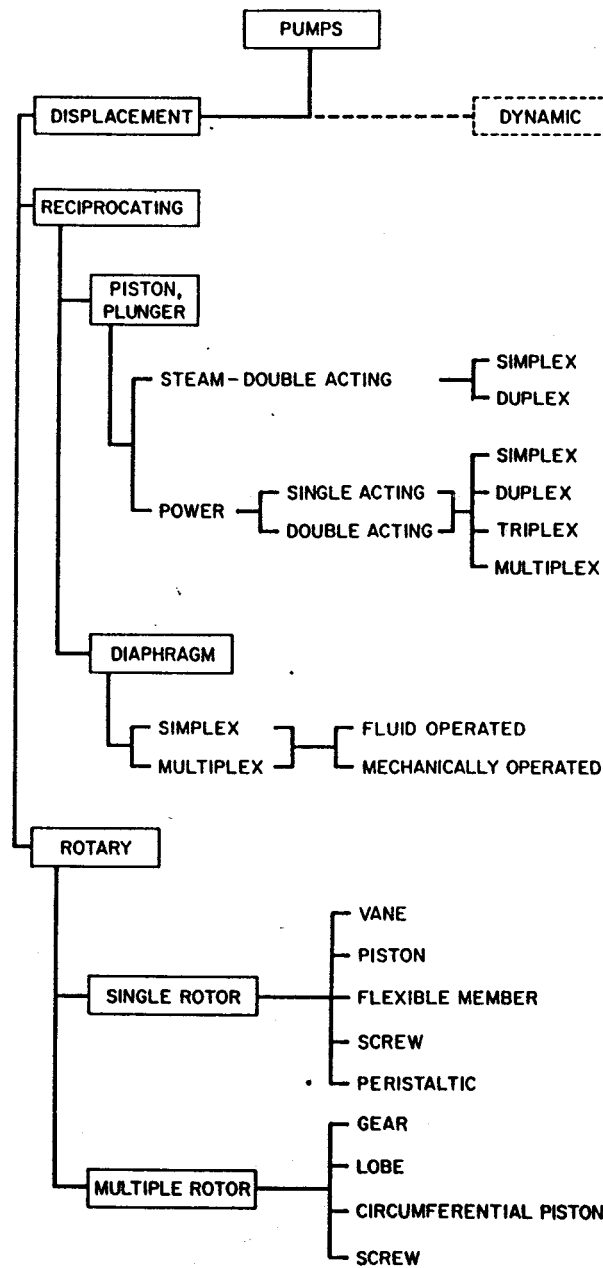 PUMPS
DISPLACEMENT
DYNAMIC
RECIPROCATING
PISTON,
PLUNGER
STEAM-DOUBLE ACTING
SIMPLEX
DUPLEX
POWER
SINGLE ACTING
DOUBLE ACTING
SIMPLEX
DUPLEX
TRIPLEX
MULTIPLEX
DIAPHRAGM
SIMPLEX
MULTIPLEX
FLUID OPERATED
MECHANICALLY OPERATED
ROTARY
SINGLE ROTOR
VANE
PISTON
FLEXIBLE MEMBER
SCREW
PERISTALTIC
MULTIPLE ROTOR
GEAR
LOBE
CIRCUMFERENTIAL PISTON
SCREW